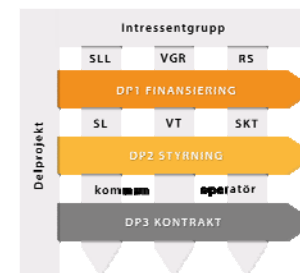 Intressentgrupp
SLL VGR RS
DP1 FINANSIERING
SL VT SKT
DP2 STYRNING
DP3 KONTRAKT
Delprojekt